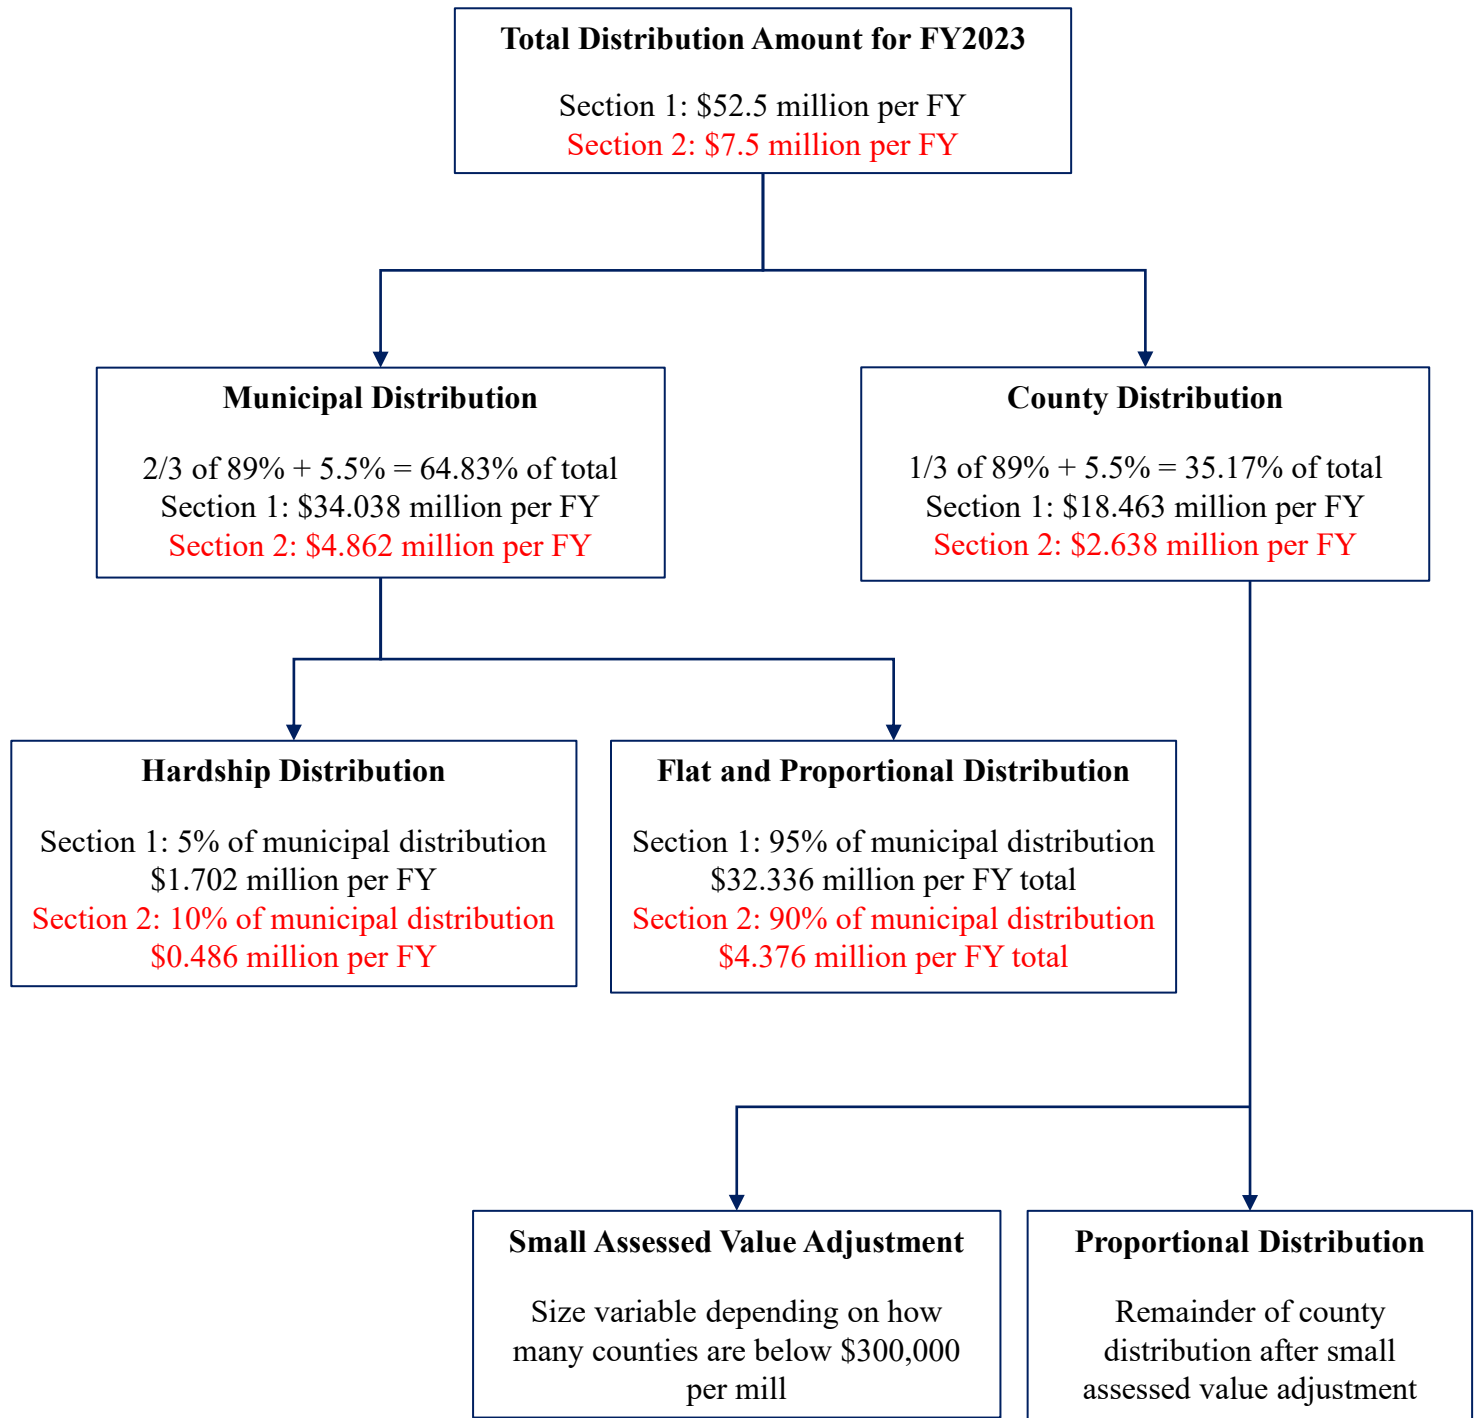 Total Distribution Amount for FY2023
Section 1: $52.5 million per FY
Section 2: $7.5 million per FY
Municipal Distribution
2/3 of 89% + 5.5% = 64.83% of total
Section 1: $34.038 million per FY
Section 2: $4.862 million per FY
County Distribution
1/3 of 89% + 5.5% = 35.17% of total
Section 1: $18.463 million per FY
Section 2: $2.638 million per FY
Hardship Distribution
Section 1: 5% of municipal distribution
$1.702 million per FY
Section 2: 10% of municipal distribution
$0.486 million per FY
Flat and Proportional Distribution
Section 1: 95% of municipal distribution
$32.336 million per FY total
Section 2: 90% of municipal distribution
$4.376 million per FY total
Small Assessed Value Adjustment
Size variable depending on how
many counties are below $300,000
per mill
Proportional Distribution
Remainder of county
distribution after small
assessed value adjustment